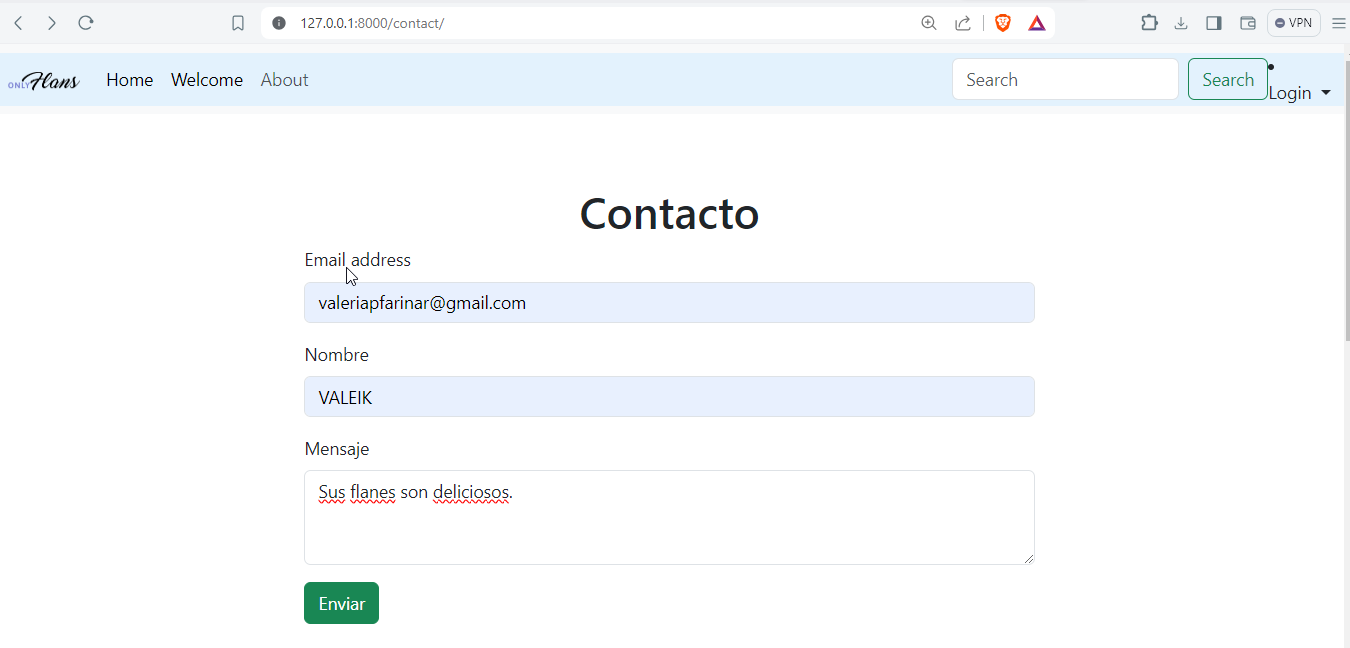 127.0.0.1:8000/contact/
VPN
ONLY Flans Home Welcome About Search Search Login
Contacto
Email address
valeriapfarinar@gmail.com
Nombre
VALEIK
Mensaje
Sus flanes son deliciosos.
Enviar